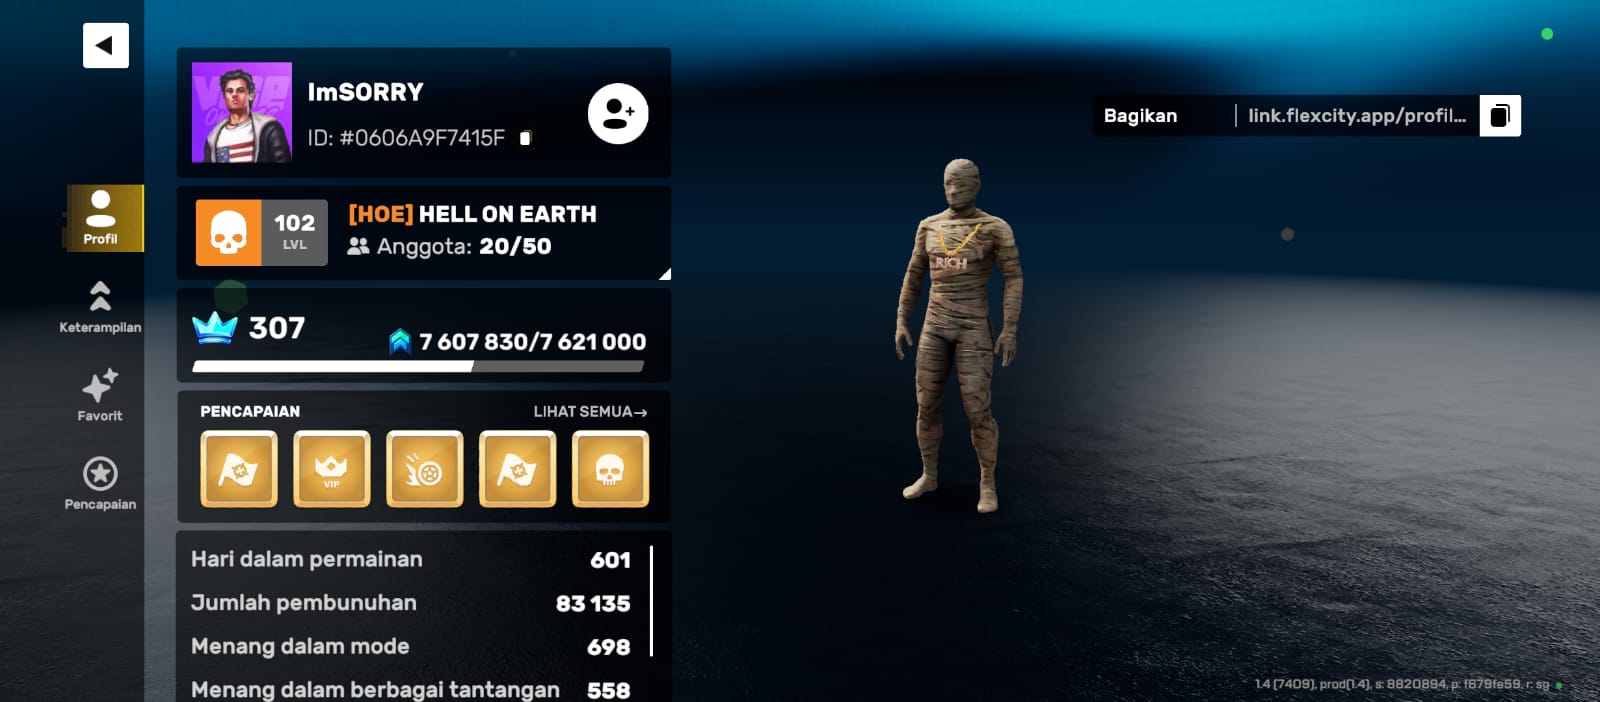 ImSORRY
ID: #0606A9F7415F
Bagikan
link.flexcity.app/profil...
102
LVL
[HOE] HELL ON EARTH
Anggota: 20/50
Profil
Keterampilan
Favorit
Pencapaian
307
7 607 830/7 621 000
PENCAPAIAN
LIHAT SEMUA→
VIP
RICH
Hari dalam permainan 601
Jumlah pembunuhan 83 135
Menang dalam mode 698
Menang dalam berbagai tantangan 558
1.4 (7409), prod(1.4), s: 8820894, p: f679fe59, r: sg